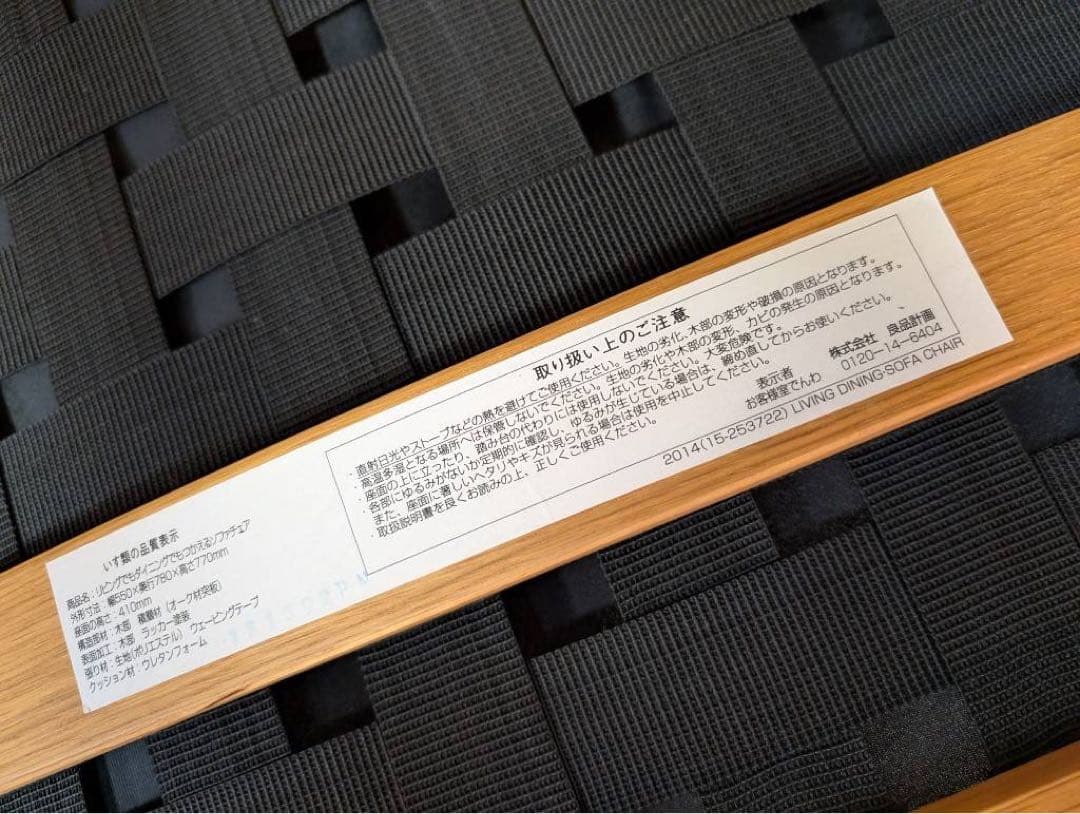 いす類の品質表示
商品名：リビングでもダイニングでもつかえるソファチェア
外形寸法：幅550×奥行780×高さ770mm
座面の高さ：410mm
構造部材：木部　積層材（オーク材突板）
表面加工：木部　ラッカー塗装
張り材：生地(ポリエステル)　ウェービングテープ
クッション材：ウレタンフォーム
取り扱い上のご注意
・直射日光やストーブなどの熱を避けてご使用ください。生地の劣化、木部の変形や破損の原因となります。
・高温多湿となる場所へは保管しないでください。生地の劣化や木部の変形、カビの発生の原因となります。
・座面の上に立ったり、踏み台の代わりには使用しないでください。大変危険です。
・各部にゆるみがないか定期的に確認し、ゆるみが生じている場合は、締め直してからお使いください。
また、座面に著しいヘタリやキズが見られる場合は使用を中止してください。
・取扱説明書を良くお読みの上、正しくご使用ください。
表示者　株式会社　良品計画
お客様室でんわ　0120-14-6404
2014(15-253722) LIVING DINING-SOFA CHAIR